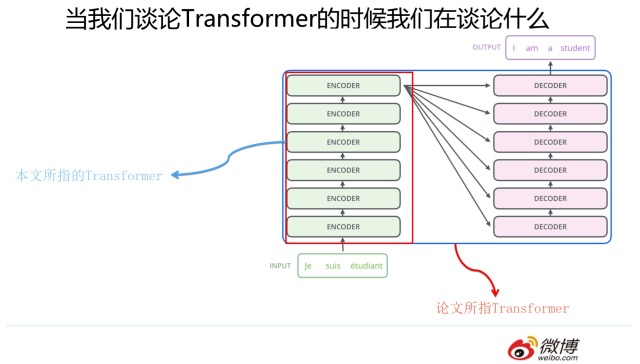 当我们谈论Transformer的时候我们在谈论什么
OUTPUT
I am a student
ENCODER
DECODER
ENCODER
DECODER
ENCODER
DECODER
本文所指的Transformer
ENCODER
DECODER
ENCODER
DECODER
ENCODER
DECODER
INPUT
Je suis étudiant
论文所指Transformer
微博
weibo.com